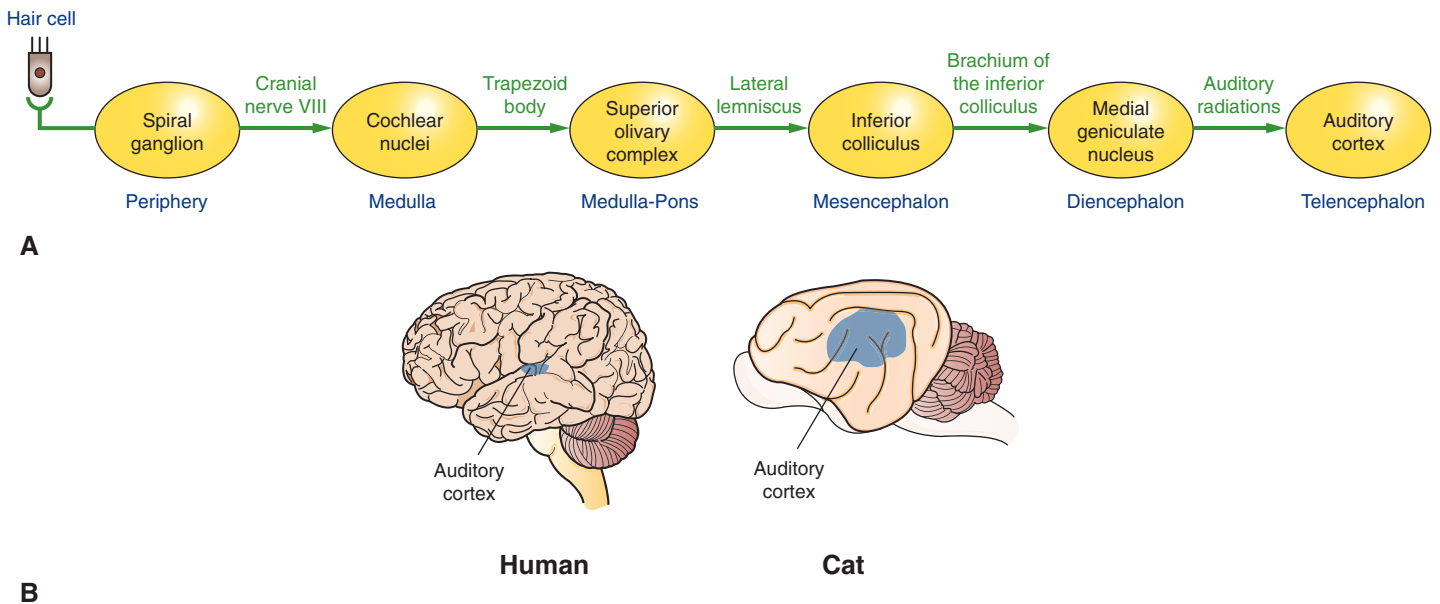 Hair cell
Spiral
ganglion
Periphery
Cranial
nerve VIII
Cochlear
nuclei
Medulla
Trapezoid
body
Superior
olivary
complex
Medulla-Pons
Lateral
lemniscus
Inferior
colliculus
Mesencephalon
Brachium of
the inferior
colliculus
Medial
geniculate
nucleus
Diencephalon
Auditory
radiations
Auditory
cortex
Telencephalon
A
Auditory
cortex
Human
Auditory
cortex
Cat
B